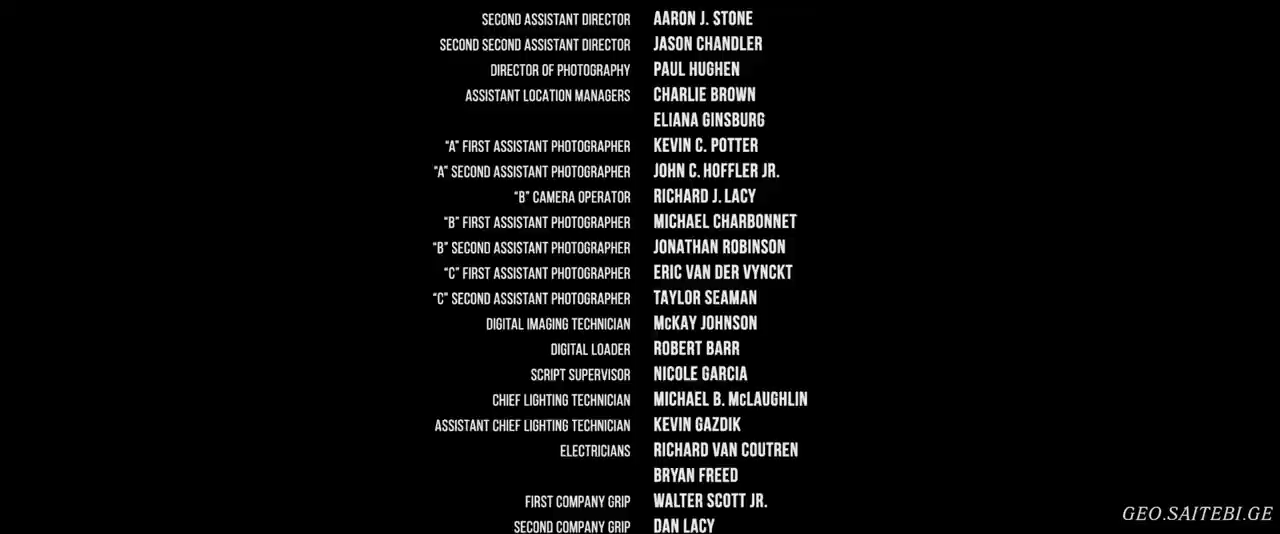 SECOND ASSISTANT DIRECTOR AARON J. STONE
SECOND SECOND ASSISTANT DIRECTOR JASON CHANDLER
DIRECTOR OF PHOTOGRAPHY PAUL HUGHEN
ASSISTANT LOCATION MANAGERS CHARLIE BROWN
ELIANA GINSBURG
"A" FIRST ASSISTANT PHOTOGRAPHER KEVIN C. POTTER
"A" SECOND ASSISTANT PHOTOGRAPHER JOHN C. HOFFLER JR.
"B" CAMERA OPERATOR RICHARD J. LACY
"B" FIRST ASSISTANT PHOTOGRAPHER MICHAEL CHARBONNET
"B" SECOND ASSISTANT PHOTOGRAPHER JONATHAN ROBINSON
"C" FIRST ASSISTANT PHOTOGRAPHER ERIC VAN DER VYNCKT
"C" SECOND ASSISTANT PHOTOGRAPHER TAYLOR SEAMAN
DIGITAL IMAGING TECHNICIAN McKAY JOHNSON
DIGITAL LOADER ROBERT BARR
SCRIPT SUPERVISOR NICOLE GARCIA
CHIEF LIGHTING TECHNICIAN MICHAEL B. McLAUGHLIN
ASSISTANT CHIEF LIGHTING TECHNICIAN KEVIN GAZDIK
ELECTRICIANS RICHARD VAN COUTREN
BRYAN FREED
FIRST COMPANY GRIP WALTER SCOTT JR.
SECOND COMPANY GRIP DAN LACY
GEO.SAITEBI.GE